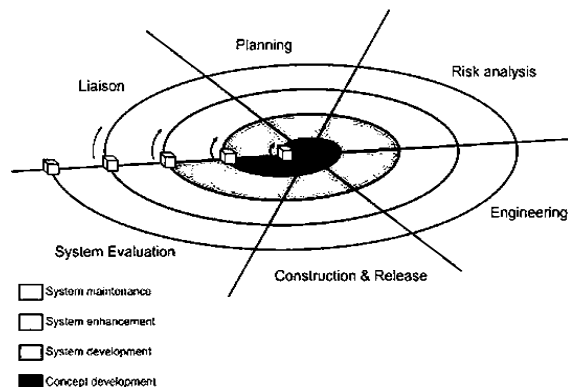 Planning
Liaison
Risk analysis
Engineering
System Evaluation
Construction & Release
System maintenance
System enhancement
System development
Concept development